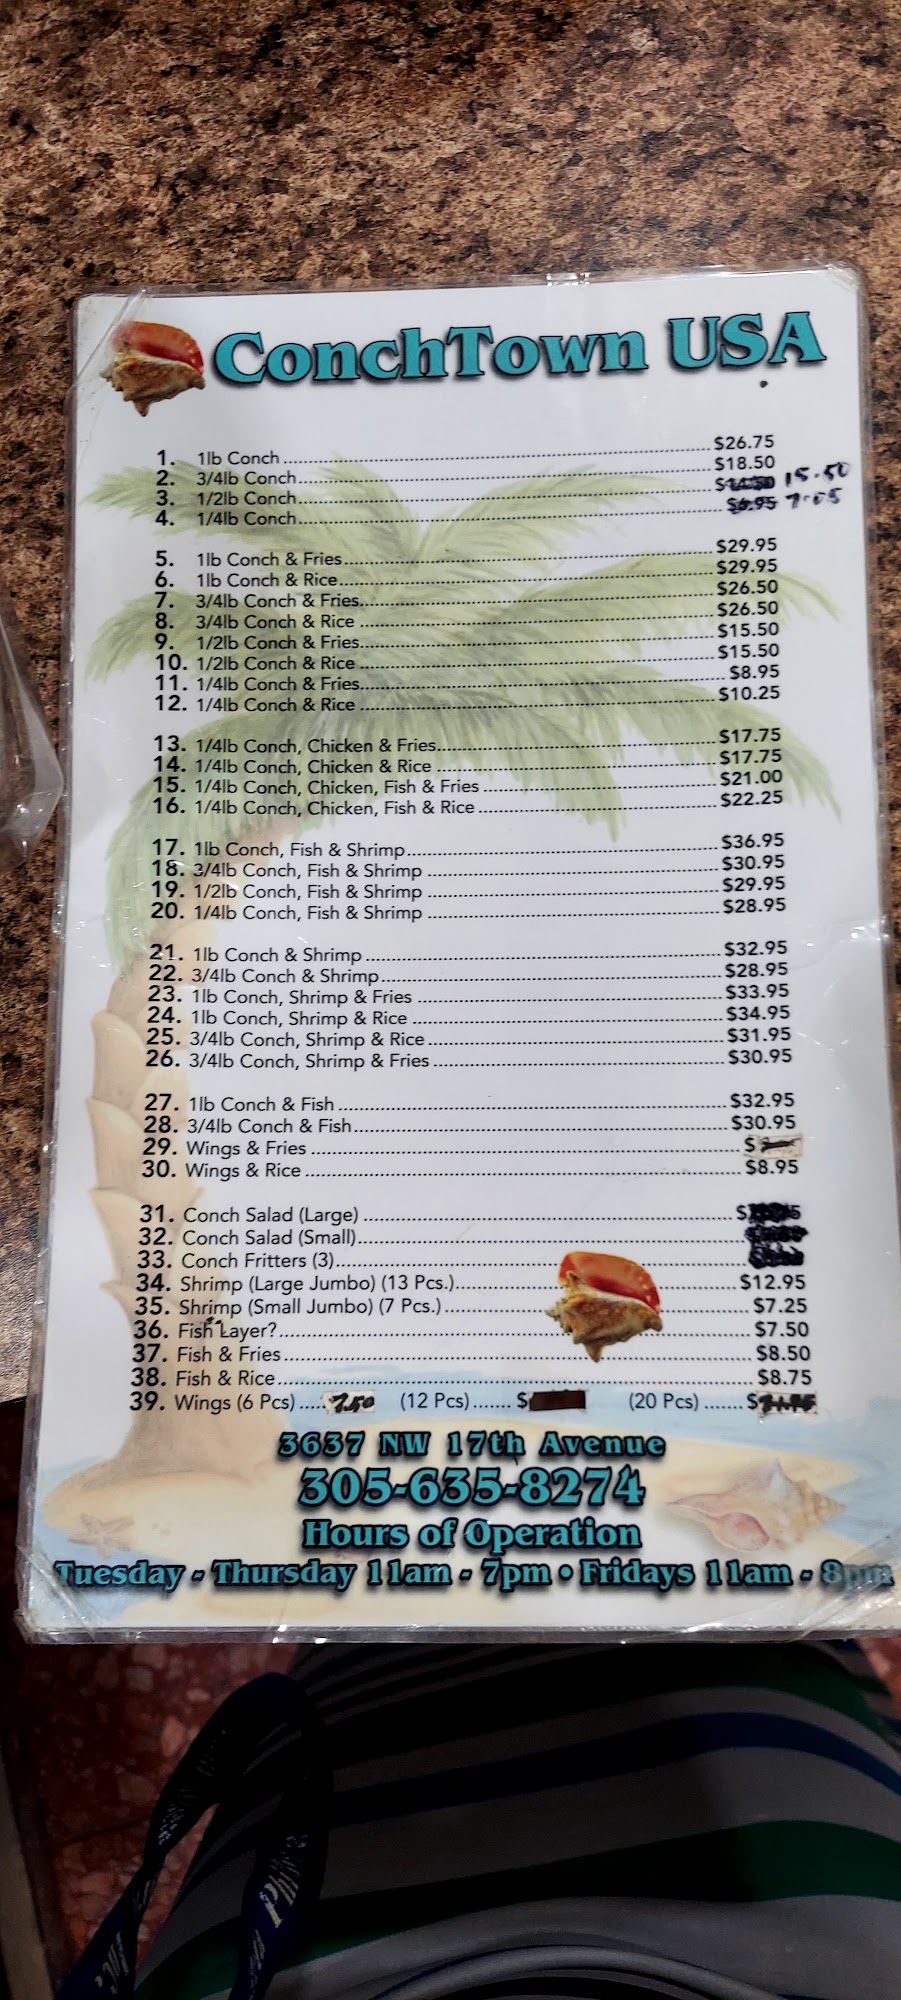 ConchTown USA
1. 1lb Conch $26.75
2. 3/4lb Conch $18.50
3. 1/2lb Conch $14.50 15.50
4. 1/4lb Conch $6.95 7.05
5. 1lb Conch & Fries $29.95
6. 1lb Conch & Rice $29.95
7. 3/4lb Conch & Fries $26.50
8. 3/4lb Conch & Rice $26.50
9. 1/2lb Conch & Fries $15.50
10. 1/2lb Conch & Rice $15.50
11. 1/4lb Conch & Fries $8.95
12. 1/4lb Conch & Rice $10.25
13. 1/4lb Conch, Chicken & Fries $17.75
14. 1/4lb Conch, Chicken & Rice $17.75
15. 1/4lb Conch, Chicken, Fish & Fries $21.00
16. 1/4lb Conch, Chicken, Fish & Rice $22.25
17. 1lb Conch, Fish & Shrimp $36.95
18. 3/4lb Conch, Fish & Shrimp $30.95
19. 1/2lb Conch, Fish & Shrimp $29.95
20. 1/4lb Conch, Fish & Shrimp $28.95
21. 1lb Conch & Shrimp $32.95
22. 3/4lb Conch & Shrimp $28.95
23. 1lb Conch, Shrimp & Fries $33.95
24. 1lb Conch, Shrimp & Rice $34.95
25. 3/4lb Conch, Shrimp & Rice $31.95
26. 3/4lb Conch, Shrimp & Fries $30.95
27. 1lb Conch & Fish $32.95
28. 3/4lb Conch & Fish $30.95
29. Wings & Fries $
30. Wings & Rice $8.95
31. Conch Salad (Large) $
32. Conch Salad (Small)
33. Conch Fritters (3)
34. Shrimp (Large Jumbo) (13 Pcs.) $12.95
35. Shrimp (Small Jumbo) (7 Pcs.) $7.25
36. Fish Layer? $7.50
37. Fish & Fries $8.50
38. Fish & Rice $8.75
39. Wings (6 Pcs) 7.50 (12 Pcs) $ (20 Pcs) $
3637 NW 17th Avenue
305-635-8274
Hours of Operation
Tuesday - Thursday 11am - 7pm • Fridays 11am - 8pm